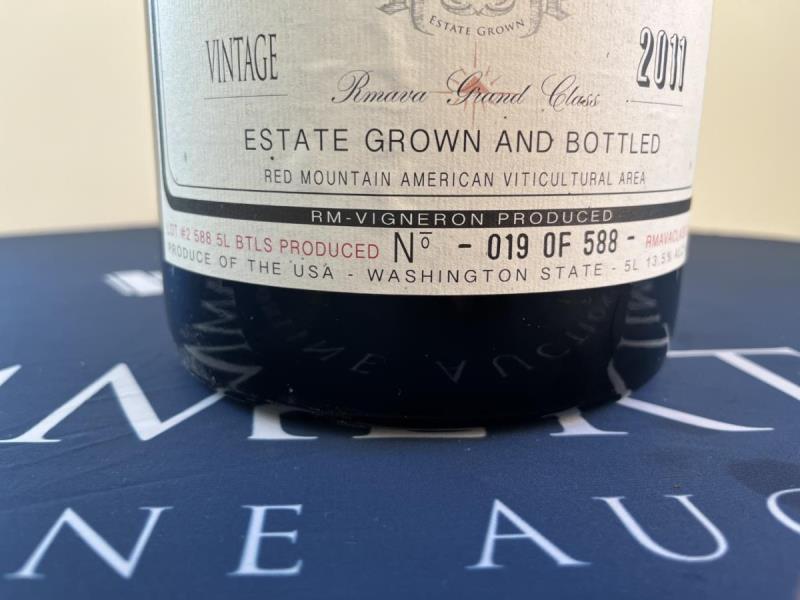 ESTATE GROWN
VINTAGE
2011
Rmava Grand Class
ESTATE GROWN AND BOTTLED
RED MOUNTAIN AMERICAN VITICULTURAL AREA
RM-VIGNERON PRODUCED
LOT #2 588 5L BTLS PRODUCED Nº - 019 OF 588 -
PRODUCE OF THE USA - WASHINGTON STATE - 5L 13.5%